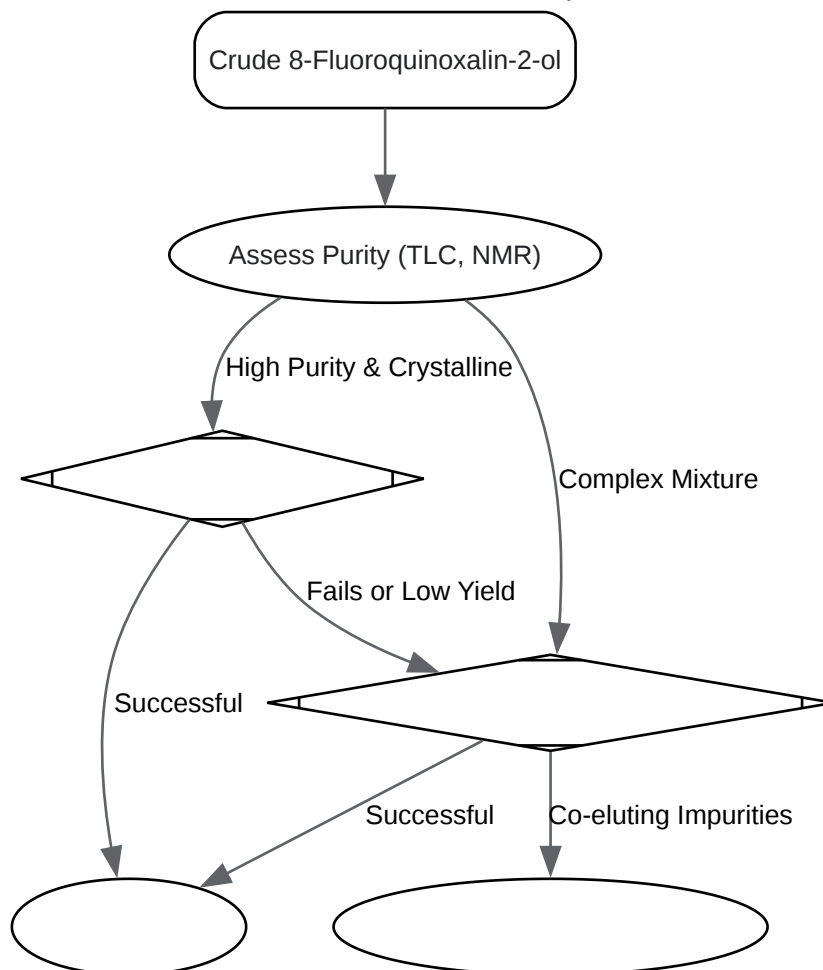 Crude 8-Fluoroquinoxalin-2-ol
Assess Purity (TLC, NMR)
High Purity & Crystalline
Complex Mixture
Fails or Low Yield
Successful
Successful
Co-eluting Impurities